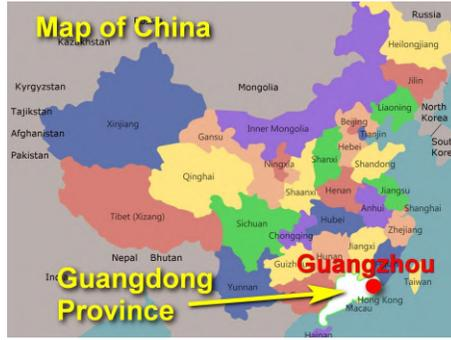 Map of China
Russia
Kazakhstan
Heilongjiang
Mongolia
Jilin
Kyrgyzstan
Tajikistan
Afghanistan
Pakistan
Xinjiang
Gansu
Inner Mongolia
Liaoning
North
Korea
Beijing
Tianjin
Hebei
Ningxia
Shanxi
Shandong
Qinghai
Shaanxi
Henan
Jiangsu
Tibet (Xizang)
Anhui
Shanghai
Sichuan
Hubei
Chongqing
Zhejiang
Nepal
Bhutan
Hunan
Jiangxi
Guangzhou
Guangdong
Province
Yunnan
Taiwan
Hong Kong
Macau
Hainan